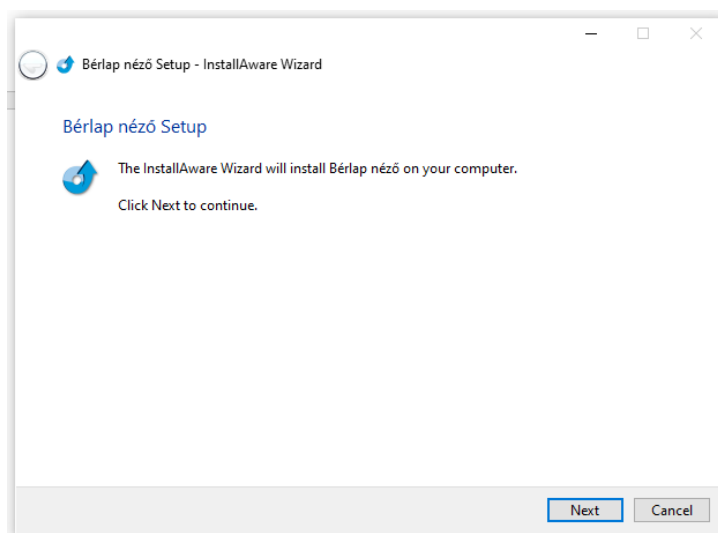 Bérlap néző Setup - InstallAware Wizard
Bérlap néző Setup
The InstallAware Wizard will install Bérlap néző on your computer.
Click Next to continue.
Next
Cancel